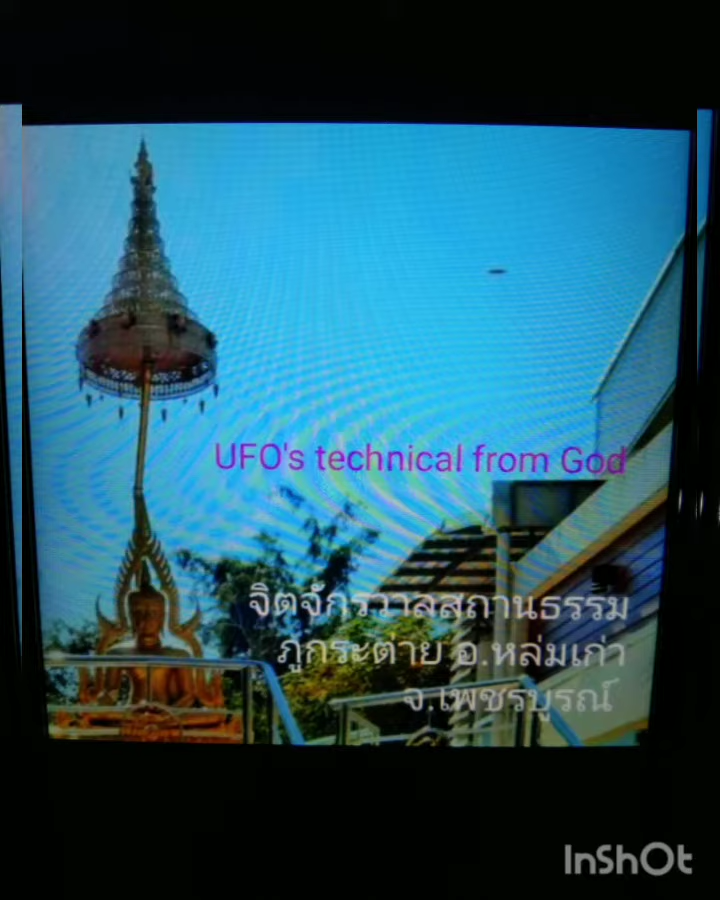 UFO's technical from God
จิตจักรวาลสถานธรรม
ภูกระต่าย อ.หล่มเก่า
จ.เพชรบูรณ์
InShOt